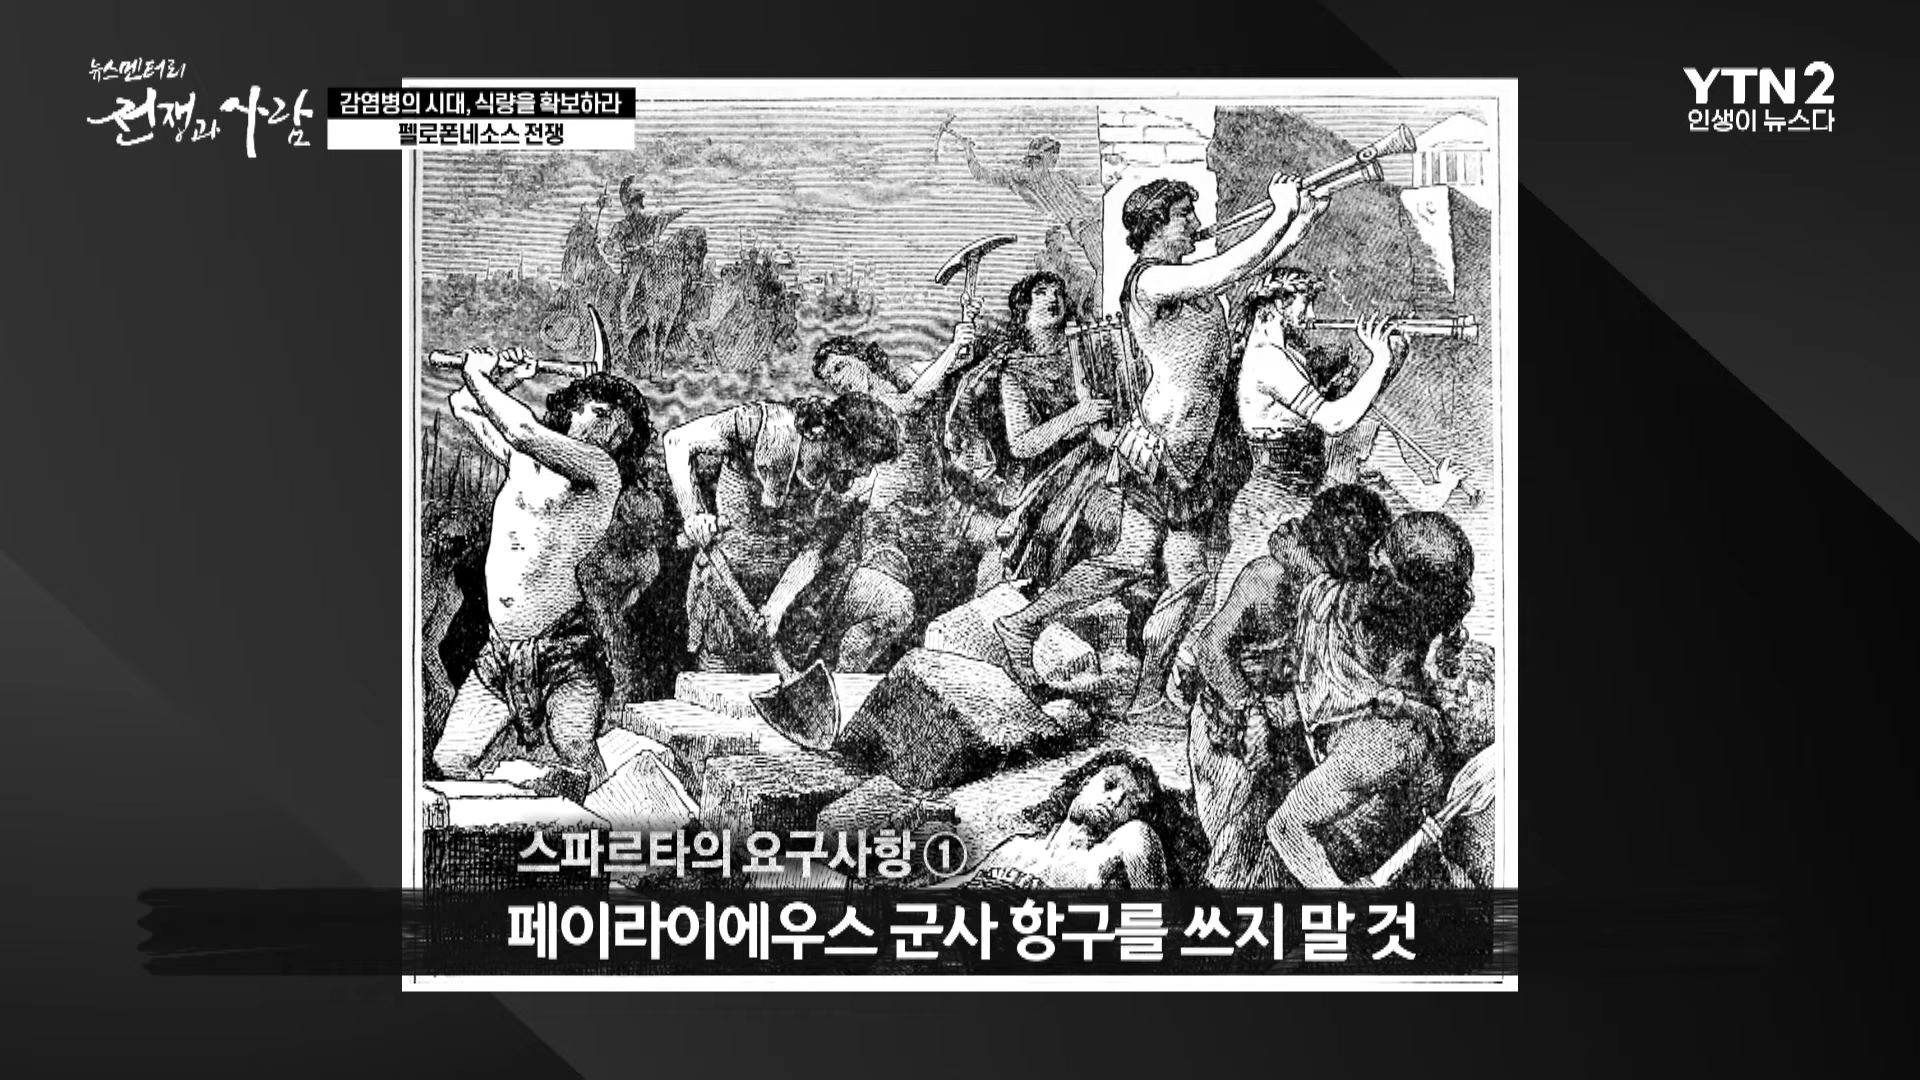 뉴스멘터리
전쟁과 사람
감염병의 시대, 식량을 확보하라
펠로폰네소스 전쟁
YTN2
인생이 뉴스다
스파르타의 요구사항 ①
페이라이에우스 군사 항구를 쓰지 말 것